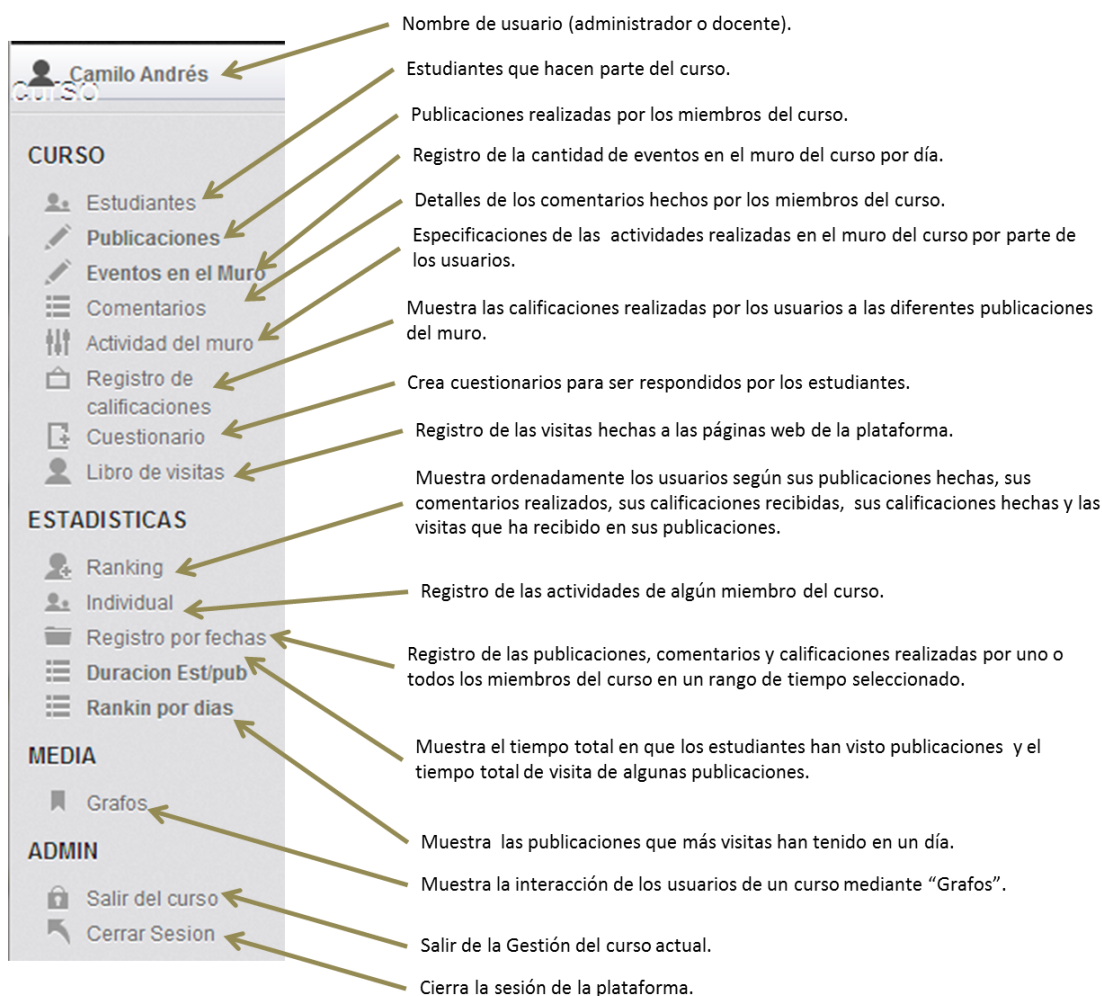 Nombre de usuario (administrador o docente).
Camilo Andrés
CURSO
Estudiantes que hacen parte del curso.
Publicaciones realizadas por los miembros del curso.
CURSO
Registro de la cantidad de eventos en el muro del curso por día.
Estudiantes
Detalles de los comentarios hechos por los miembros del curso.
Publicaciones
Especificaciones de las actividades realizadas en el muro del curso por parte de
los usuarios.
Eventos en el Muro
Comentarios
Muestra las calificaciones realizadas por los usuarios a las diferentes publicaciones
del muro.
Actividad del muro
Registro de
calificaciones
Crea cuestionarios para ser respondidos por los estudiantes.
Cuestionario
Registro de las visitas hechas a las páginas web de la plataforma.
Libro de visitas
Muestra ordenadamente los usuarios según sus publicaciones hechas, sus
comentarios realizados, sus calificaciones recibidas, sus calificaciones hechas y las
visitas que ha recibido en sus publicaciones.
ESTADISTICAS
Ranking
Individual
Registro de las actividades de algún miembro del curso.
Registro por fechas
Registro de las publicaciones, comentarios y calificaciones realizadas por uno o
todos los miembros del curso en un rango de tiempo seleccionado.
Duracion Est/pub
Rankin por dias
MEDIA
Muestra el tiempo total en que los estudiantes han visto publicaciones y el
tiempo total de visita de algunas publicaciones.
Grafos
Muestra las publicaciones que más visitas han tenido en un día.
ADMIN
Muestra la interacción de los usuarios de un curso mediante “Grafos”.
Salir del curso
Cerrar Sesion
Salir de la Gestión del curso actual.
Cierra la sesión de la plataforma.